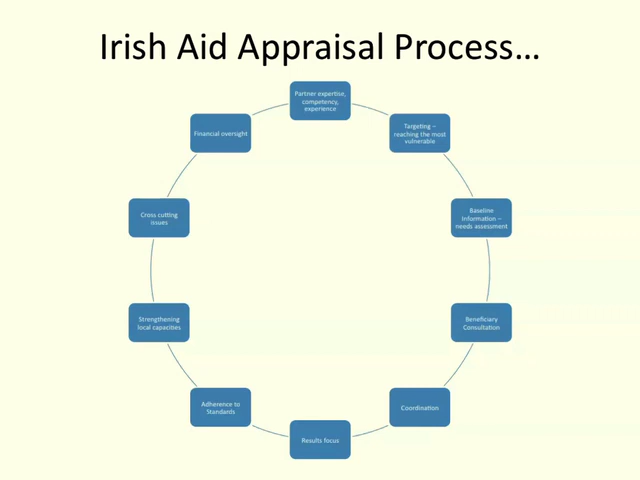 Irish Aid Appraisal Process...
Partner expertise,
competency,
experience
Targeting –
reaching the most
vulnerable
Baseline
Information –
needs assessment
Beneficiary
Consultation
Coordination
Results focus
Adherence to
Standards
Strengthening
local capacities
Cross cutting
issues
Financial oversight